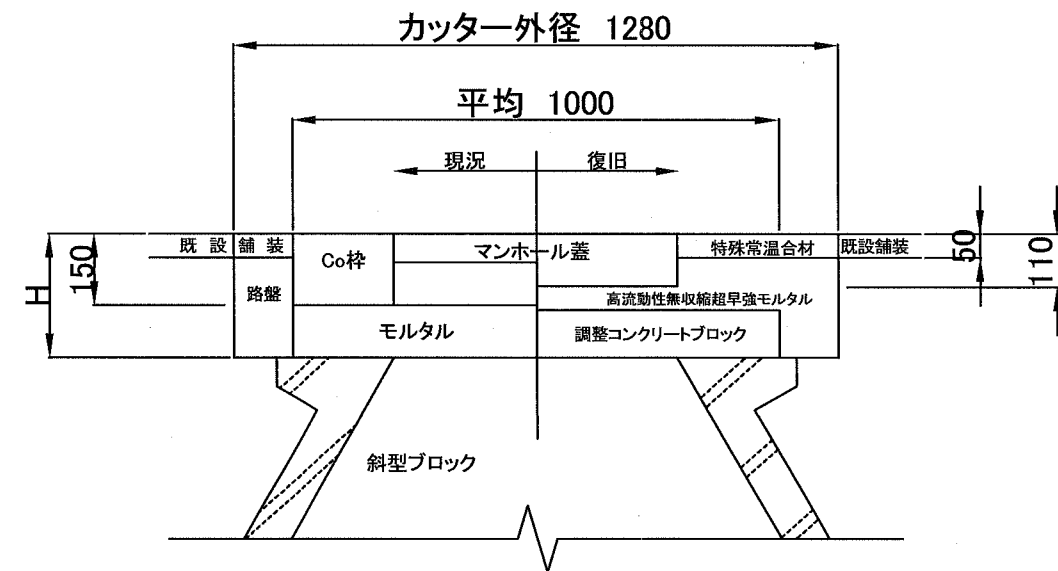 カッター外径 1280
平均 1000
現況 復旧
既設舗装 マンホール蓋 特殊常温合材 既設舗装
Co枠
50
110
150
H
路盤
高流動性無収縮超早強モルタル
モルタル 調整コンクリートブロック
斜型ブロック